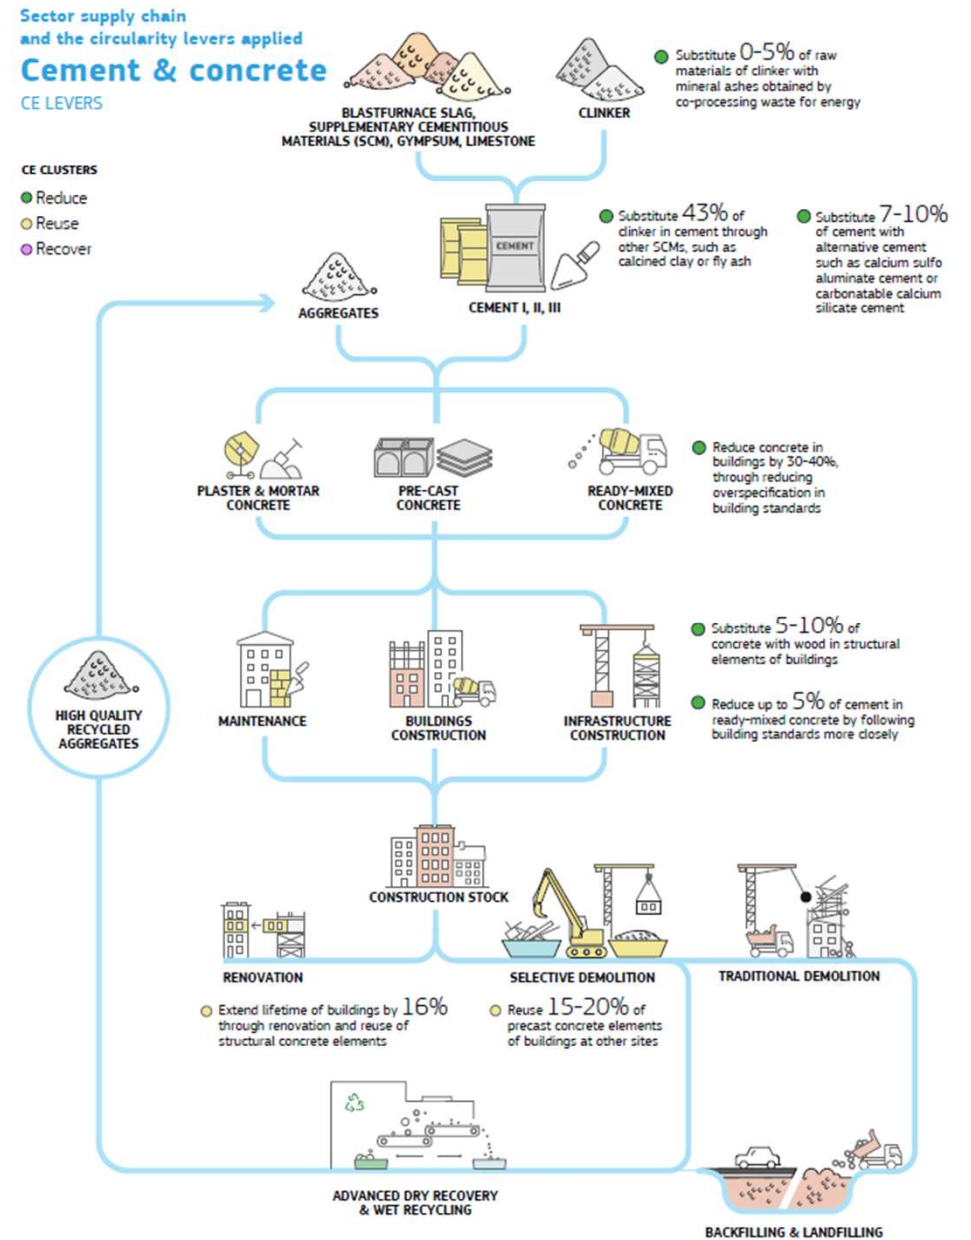 Sector supply chain
and the circularity levers applied
Cement & concrete
CE LEVERS
BLASTFURNACE SLAG,
SUPPLEMENTARY CEMENTITIOUS
MATERIALS (SCM), GYMPSUM, LIMESTONE
CLINKER
Substitute 0-5% of raw
materials of clinker with
mineral ashes obtained by
co-processing waste for energy
CE CLUSTERS
Reduce
Reuse
Recover
CEMENT
Substitute 43% of
clinker in cement through
other SCMs, such as
calcined clay or fly ash
Substitute 7-10%
of cement with
alternative cement
such as calcium sulfo
aluminate cement or
carbonatable calcium
silicate cement
AGGREGATES
CEMENT I, II, III
PLASTER & MORTAR
CONCRETE
PRE-CAST
CONCRETE
READY-MIXED
CONCRETE
Reduce concrete in
buildings by 30-40%,
through reducing
overspecification in
building standards
HIGH QUALITY
RECYCLED
AGGREGATES
MAINTENANCE
BUILDINGS
CONSTRUCTION
INFRASTRUCTURE
CONSTRUCTION
Substitute 5-10% of
concrete with wood in structural
elements of buildings
Reduce up to 5% of cement in
ready-mixed concrete by following
building standards more closely
CONSTRUCTION STOCK
RENOVATION
SELECTIVE DEMOLITION
TRADITIONAL DEMOLITION
Extend lifetime of buildings by 16%
through renovation and reuse of
structural concrete elements
Reuse 15-20% of
precast concrete elements
of buildings at other sites
ADVANCED DRY RECOVERY
& WET RECYCLING
BACKFILLING & LANDFILLING